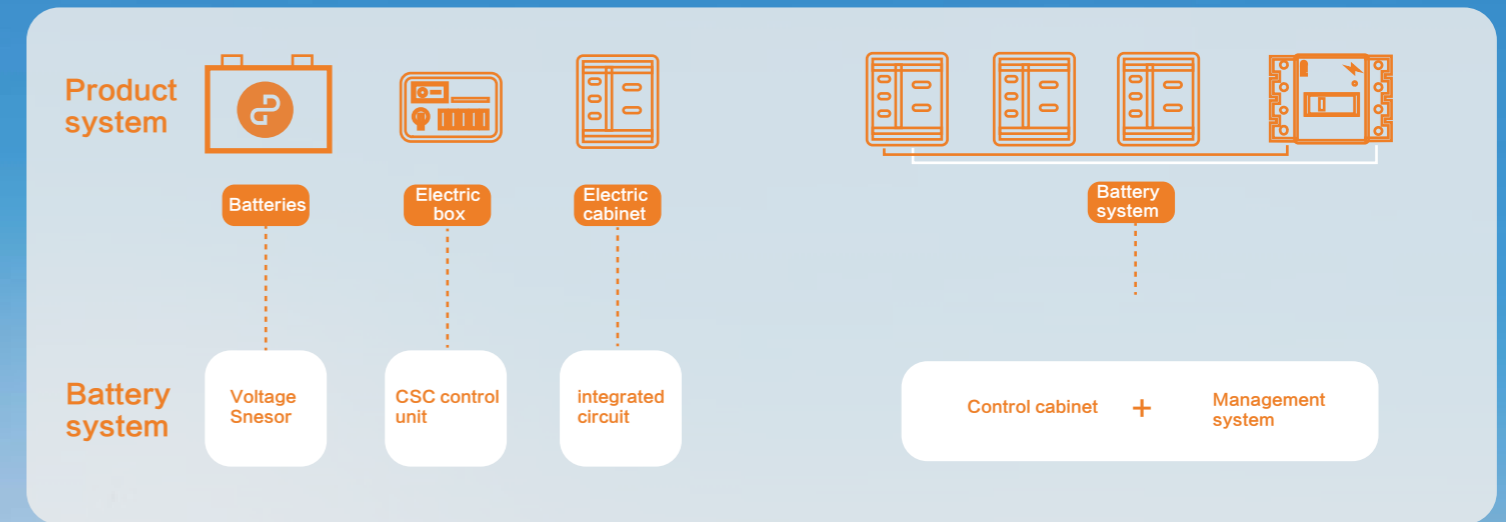 Product
system
Batteries
Electric
box
Electric
cabinet
Battery
system
Battery
system
Voltage
Snesor
CSC control
unit
integrated
circuit
Control cabinet +
Management
system